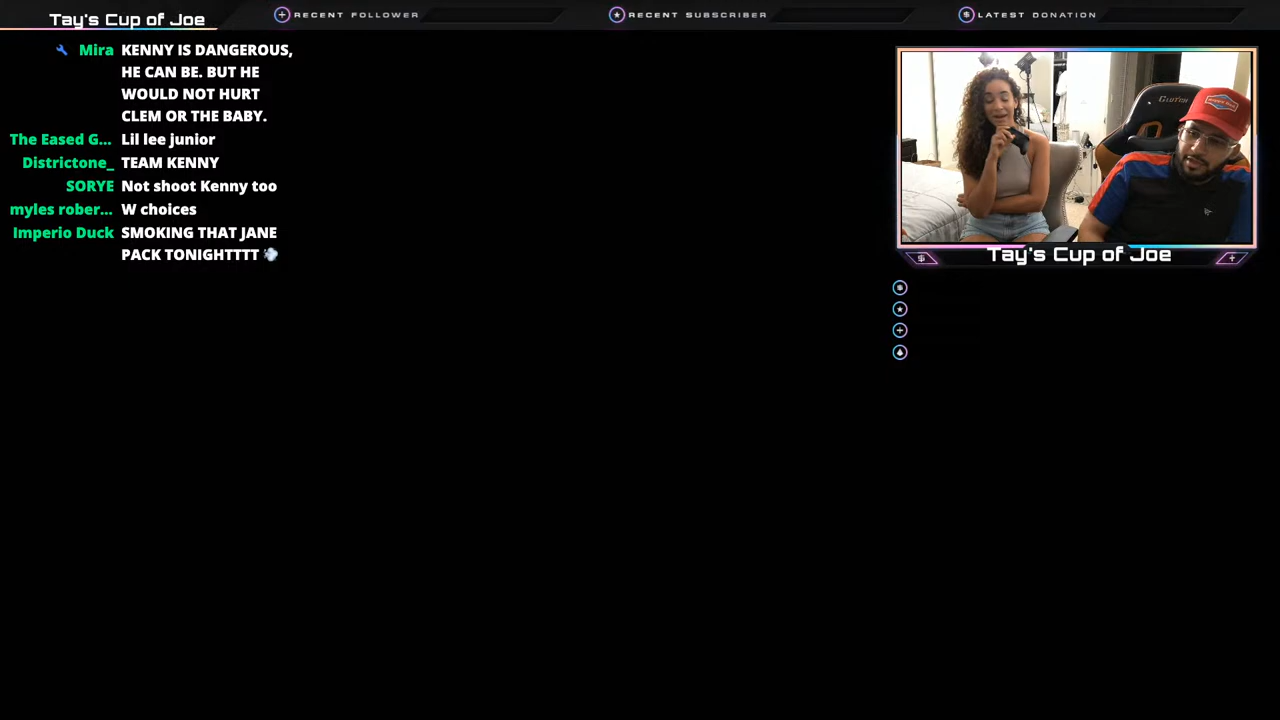 Tay's Cup of Joe
RECENT FOLLOWER
RECENT SUBSCRIBER
LATEST DONATION
Mira KENNY IS DANGEROUS,
HE CAN BE. BUT HE
WOULD NOT HURT
CLEM OR THE BABY.
The Eased G... Lil lee junior
Districtone_ TEAM KENNY
SORYE Not shoot Kenny too
myles rober... W choices
Imperio Duck SMOKING THAT JANE
PACK TONIGHTTTT 💨
CLUTCH
Tay's Cup of Joe